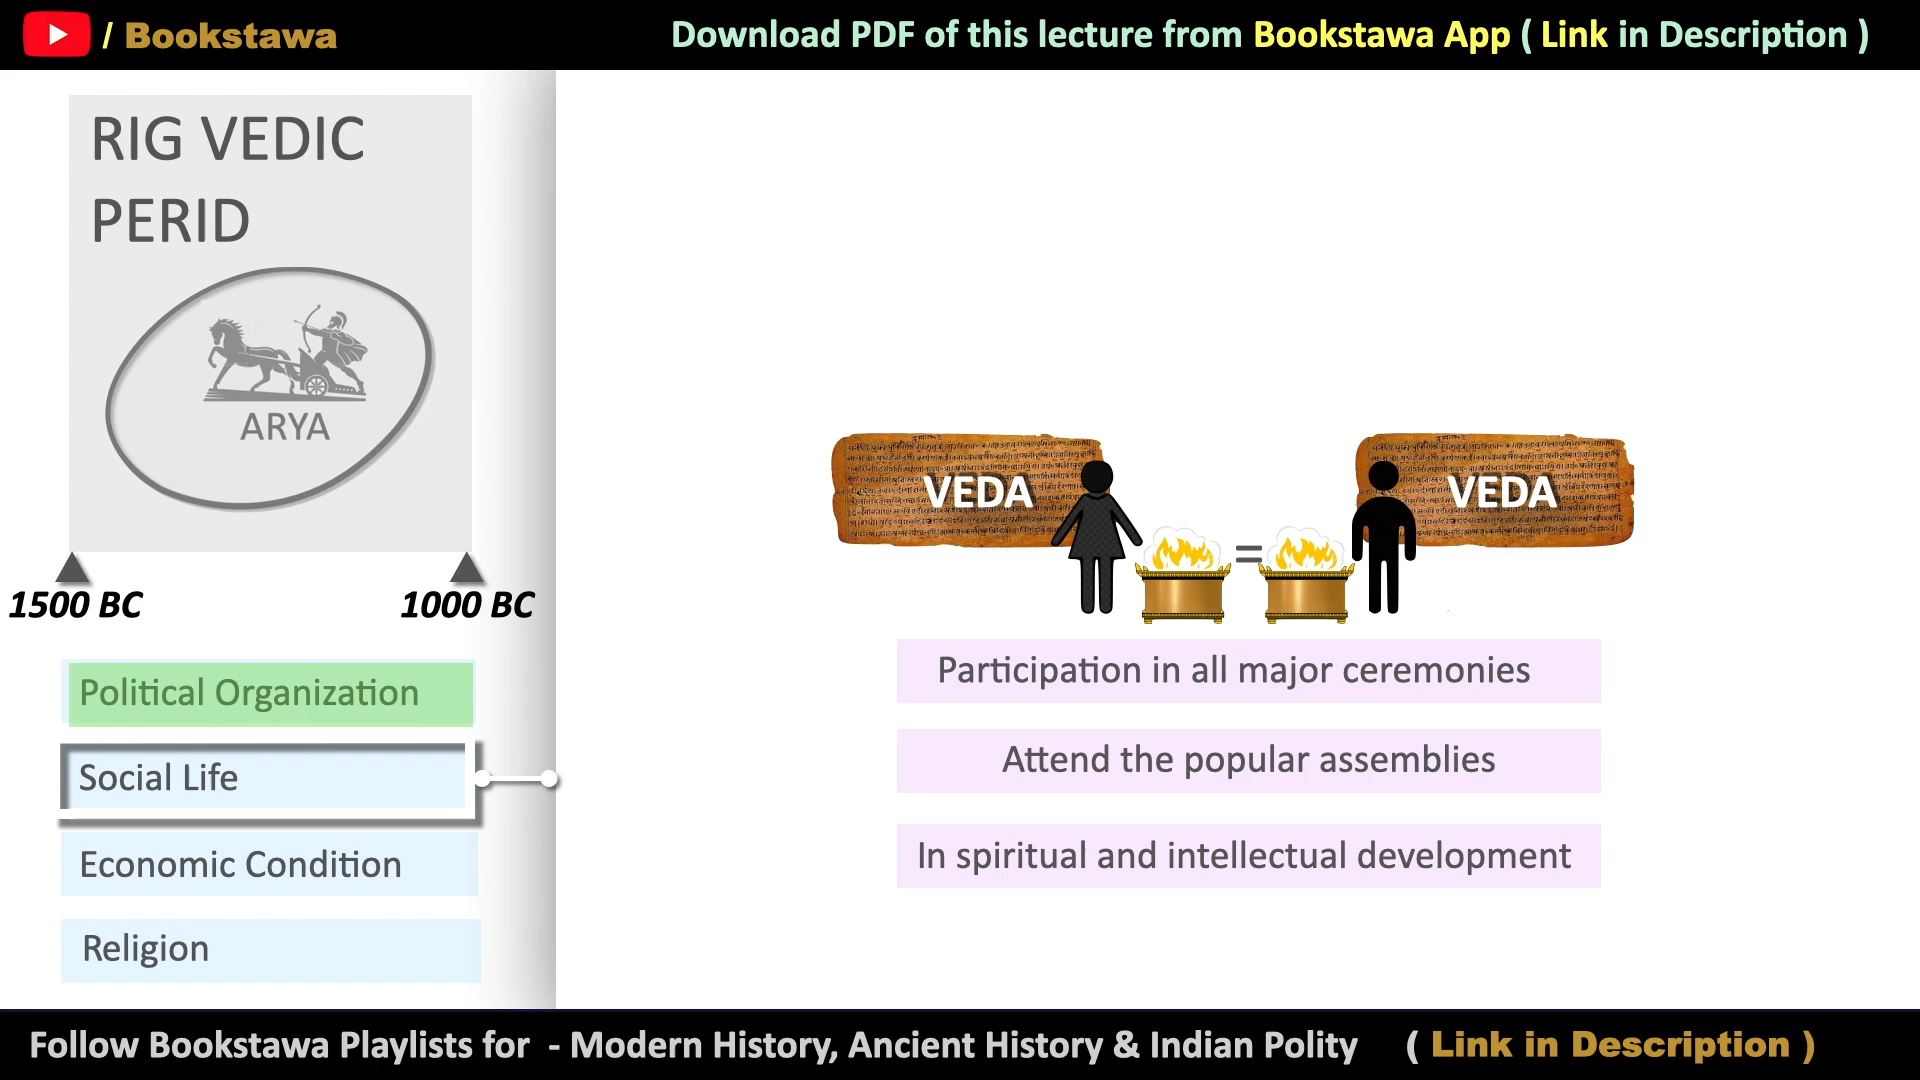 / Bookstawa
Download PDF of this lecture from Bookstawa App ( Link in Description )
RIG VEDIC
PERID
ARYA
1500 BC
1000 BC
Political Organization
Social Life
Economic Condition
Religion
VEDA
VEDA
=
Participation in all major ceremonies
Attend the popular assemblies
In spiritual and intellectual development
Follow Bookstawa Playlists for - Modern History, Ancient History & Indian Polity ( Link in Description )